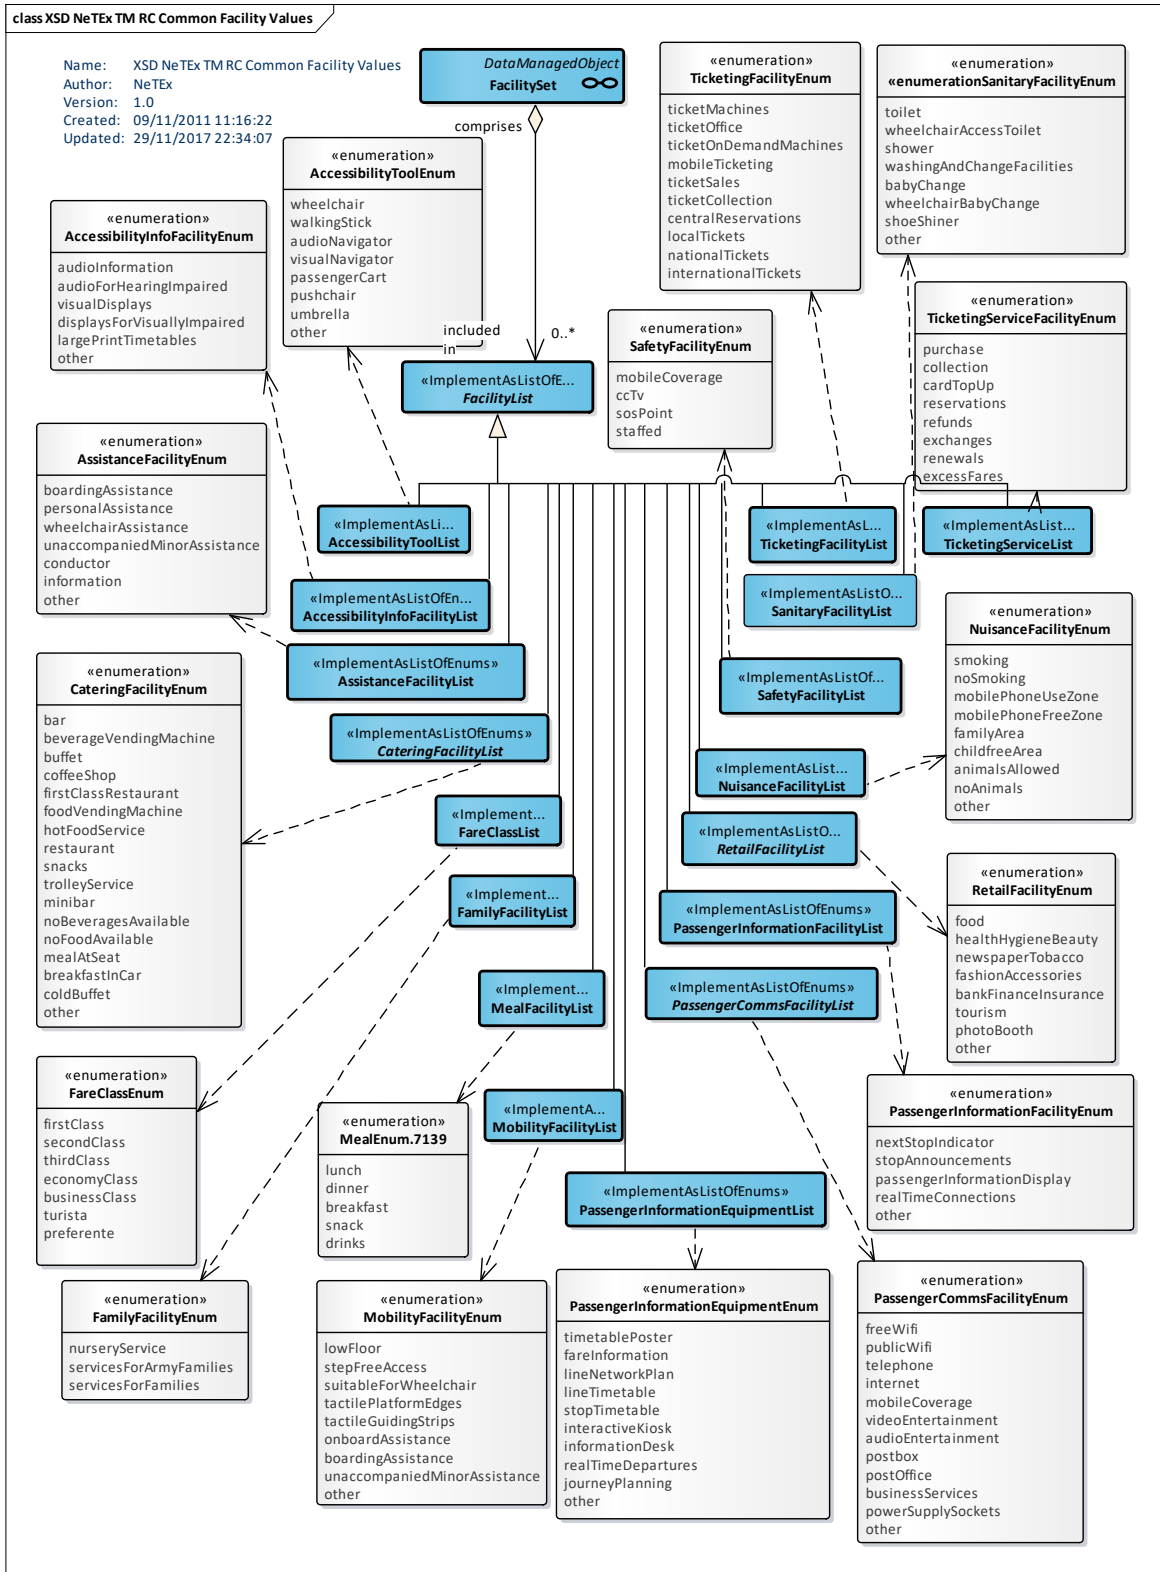 class XSD NeTEx TM RC Common Facility Values
Name: XSD NeTEx TM RC Common Facility Values
Author: NeTEx
Version: 1.0
Created: 09/11/2011 11:16:22
Updated: 29/11/2017 22:34:07
DataManagedObject
FacilitySet
comprises
included
in
0..*
«ImplementAsListOfE...
FacilityList
«enumeration»
TicketingFacilityEnum
ticketMachines
ticketOffice
ticketOnDemandMachines
mobileTicketing
ticketSales
ticketCollection
centralReservations
localTickets
nationalTickets
internationalTickets
«enumerationSanitaryFacilityEnum
toilet
wheelchairAccessToilet
shower
washingAndChangeFacilities
babyChange
wheelchairBabyChange
shoeShiner
other
«enumeration»
AccessibilityToolEnum
wheelchair
walkingStick
audioNavigator
visualNavigator
passengerCart
pushchair
umbrella
other
«enumeration»
AccessibilityInfoFacilityEnum
audioInformation
audioForHearingImpaired
visualDisplays
displaysForVisuallyImpaired
largePrintTimetables
other
«enumeration»
SafetyFacilityEnum
mobileCoverage
ccTv
sosPoint
staffed
«enumeration»
TicketingServiceFacilityEnum
purchase
collection
cardTopUp
reservations
refunds
exchanges
renewals
excessFares
«enumeration»
AssistanceFacilityEnum
boardingAssistance
personalAssistance
wheelchairAssistance
unaccompaniedMinorAssistance
conductor
information
other
«ImplementAsLi...
AccessibilityToolList
«ImplementAsL...
TicketingFacilityList
«ImplementAsList...
TicketingServiceList
«ImplementAsListOfEn...
AccessibilityInfoFacilityList
«ImplementAsListO...
SanitaryFacilityList
«ImplementAsListOfEnums»
AssistanceFacilityList
«ImplementAsListOf...
SafetyFacilityList
«enumeration»
NuisanceFacilityEnum
smoking
noSmoking
mobilePhoneUseZone
mobilePhoneFreeZone
familyArea
childfreeArea
animalsAllowed
noAnimals
other
«enumeration»
CateringFacilityEnum
bar
beverageVendingMachine
buffet
coffeeShop
firstClassRestaurant
foodVendingMachine
hotFoodService
restaurant
snacks
trolleyService
minibar
noBeveragesAvailable
noFoodAvailable
mealAtSeat
breakfastInCar
coldBuffet
other
«ImplementAsListOfEnums»
CateringFacilityList
«ImplementAsList...
NuisanceFacilityList
«Implement...
FareClassList
«ImplementAsListO...
RetailFacilityList
«Implement...
FamilyFacilityList
«ImplementAsListOfEnums»
PassengerInformationFacilityList
«enumeration»
RetailFacilityEnum
food
healthHygieneBeauty
newspaperTobacco
fashionAccessories
bankFinanceInsurance
tourism
photoBooth
other
«Implement...
MealFacilityList
«ImplementAsListOfEnums»
PassengerCommsFacilityList
«enumeration»
FareClassEnum
firstClass
secondClass
thirdClass
economyClass
businessClass
turista
preferente
«enumeration»
MealEnum.7139
lunch
dinner
breakfast
snack
drinks
«ImplementA...
MobilityFacilityList
«enumeration»
PassengerInformationFacilityEnum
nextStopIndicator
stopAnnouncements
passengerInformationDisplay
realTimeConnections
other
«ImplementAsListOfEnums»
PassengerInformationEquipmentList
«enumeration»
FamilyFacilityEnum
nurseryService
servicesForArmyFamilies
servicesForFamilies
«enumeration»
MobilityFacilityEnum
lowFloor
stepFreeAccess
suitableForWheelchair
tactilePlatformEdges
tactileGuidingStrips
onboardAssistance
boardingAssistance
unaccompaniedMinorAssistance
other
«enumeration»
PassengerInformationEquipmentEnum
timetablePoster
fareInformation
lineNetworkPlan
lineTimetable
stopTimetable
interactiveKiosk
informationDesk
realTimeDepartures
journeyPlanning
other
«enumeration»
PassengerCommsFacilityEnum
freeWifi
publicWifi
telephone
internet
mobileCoverage
videoEntertainment
audioEntertainment
postbox
postOffice
businessServices
powerSupplySockets
other